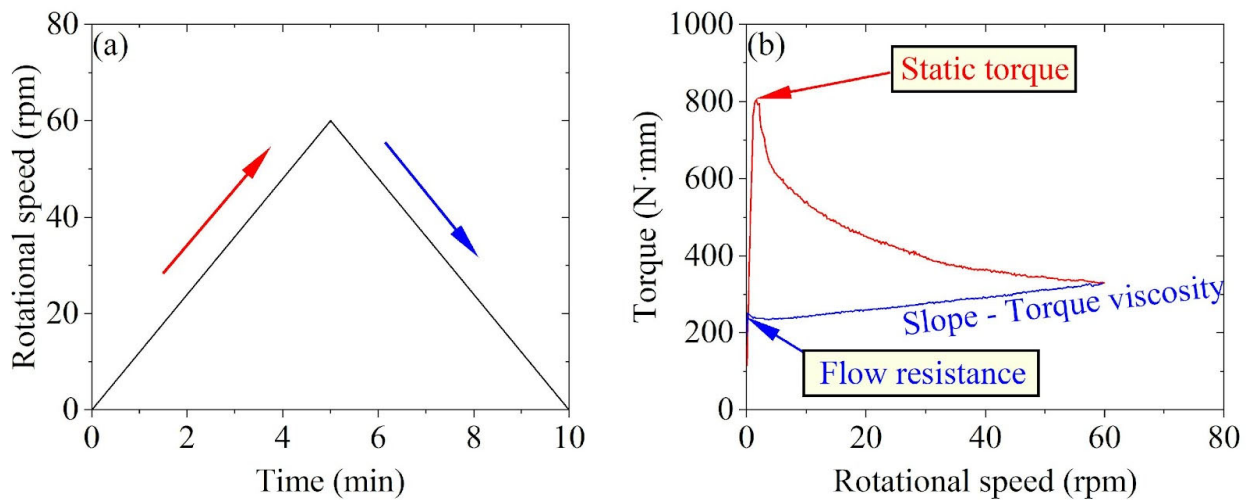 (a)
80
60
40
20
0
0 2 4 6 8 10
Rotational speed (rpm)
Time (min)
(b)
1000
800
600
400
200
0
0 20 40 60 80
Torque (N·mm)
Rotational speed (rpm)
Static torque
Slope - Torque viscosity
Flow resistance